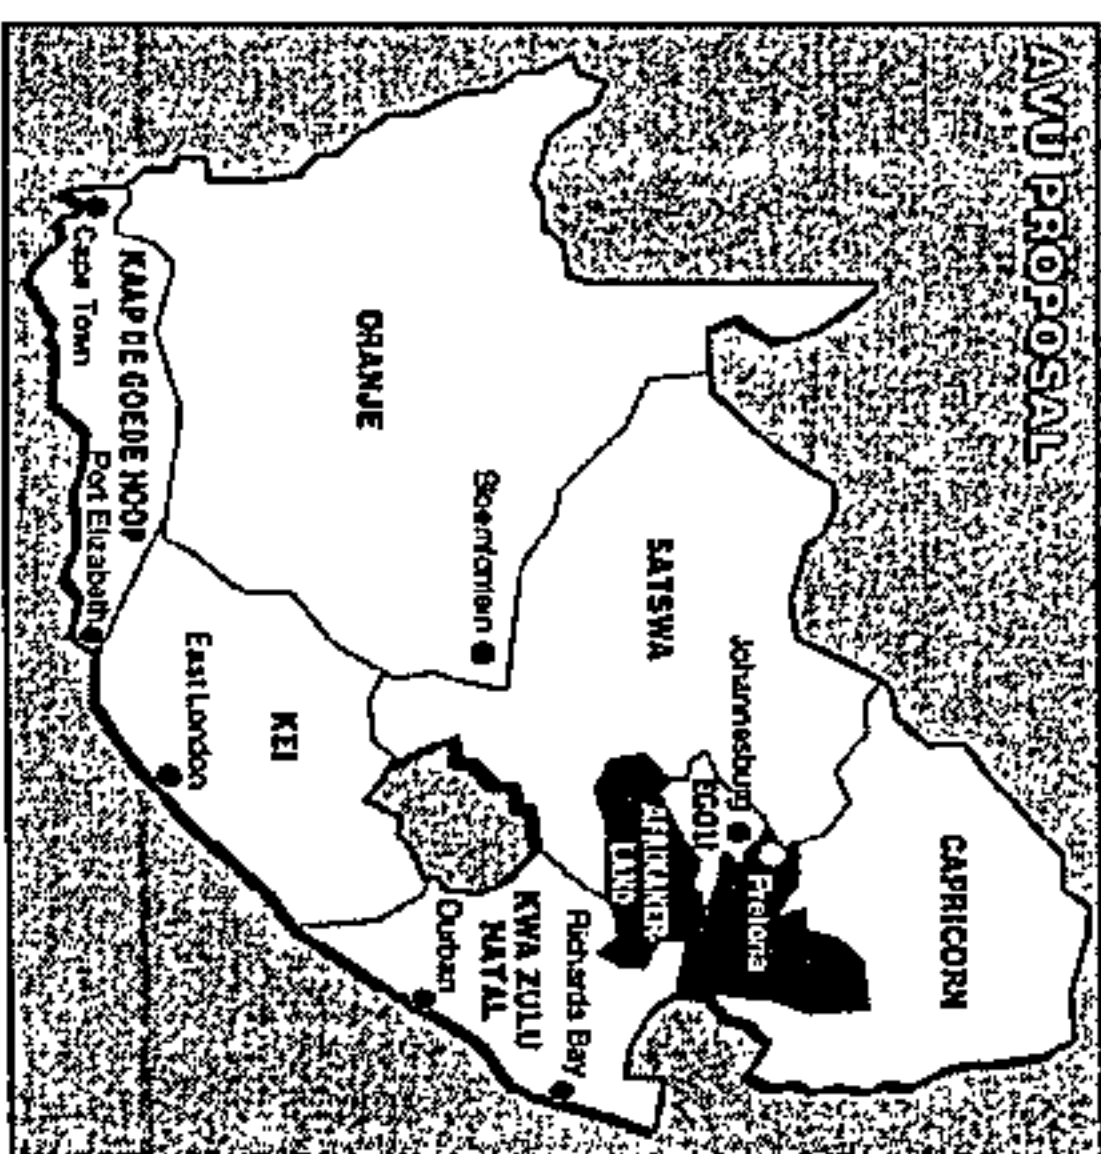 AVU PROPOSAL
CAPRICORN
Pretoria
Johannesburg
EGOLI
AFRIKANER
LAND
SATSWA
Richards Bay
KWA ZULU
NATAL
Bloemfontein
Durban
ORANJE
KEI
East London
KAAP DE GOEDE HOOP
Port Elizabeth
Cape Town